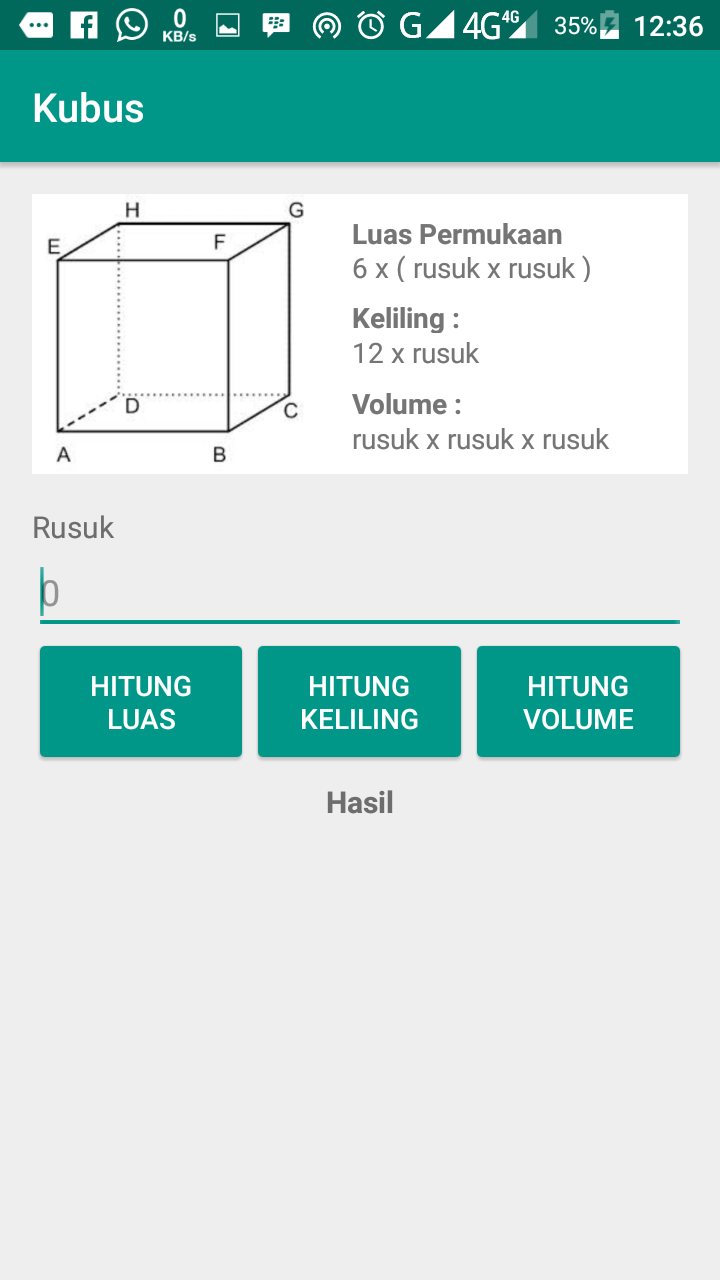 0 KB/s G 4G 4G 35% 12:36
Kubus
H G
E F
D C
A B
Luas Permukaan
6 x ( rusuk x rusuk )
Keliling :
12 x rusuk
Volume :
rusuk x rusuk x rusuk
Rusuk
0
HITUNG LUAS
HITUNG KELILING
HITUNG VOLUME
Hasil